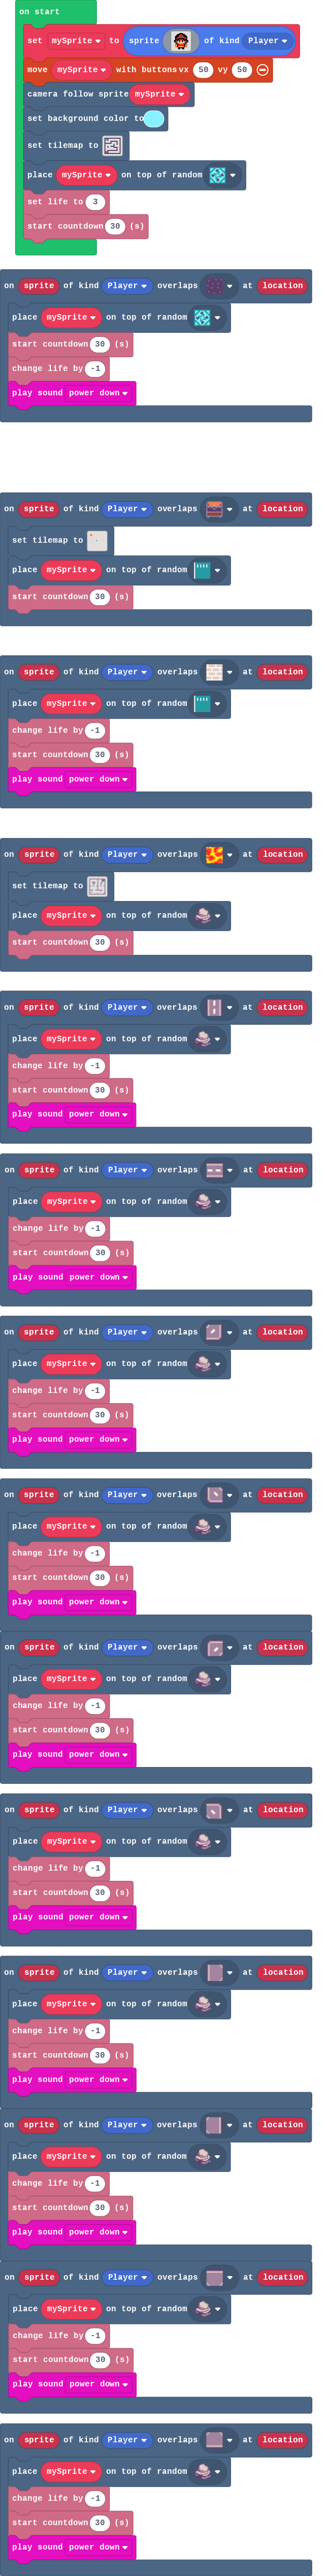 on start
set mySprite to sprite of kind Player
move mySprite with buttons vx 50 vy 50
camera follow sprite mySprite
set background color to
set tilemap to
place mySprite on top of random
set life to 3
start countdown 30 (s)
on sprite of kind Player overlaps at location
place mySprite on top of random
start countdown 30 (s)
change life by -1
play sound power down
on sprite of kind Player overlaps at location
set tilemap to
place mySprite on top of random
start countdown 30 (s)
on sprite of kind Player overlaps at location
place mySprite on top of random
change life by -1
start countdown 30 (s)
play sound power down
on sprite of kind Player overlaps at location
set tilemap to
place mySprite on top of random
start countdown 30 (s)
on sprite of kind Player overlaps at location
place mySprite on top of random
change life by -1
start countdown 30 (s)
play sound power down
on sprite of kind Player overlaps at location
place mySprite on top of random
change life by -1
start countdown 30 (s)
play sound power down
on sprite of kind Player overlaps at location
place mySprite on top of random
change life by -1
start countdown 30 (s)
play sound power down
on sprite of kind Player overlaps at location
place mySprite on top of random
change life by -1
start countdown 30 (s)
play sound power down
on sprite of kind Player overlaps at location
place mySprite on top of random
change life by -1
start countdown 30 (s)
play sound power down
on sprite of kind Player overlaps at location
place mySprite on top of random
change life by -1
start countdown 30 (s)
play sound power down
on sprite of kind Player overlaps at location
place mySprite on top of random
change life by -1
start countdown 30 (s)
play sound power down
on sprite of kind Player overlaps at location
place mySprite on top of random
change life by -1
start countdown 30 (s)
play sound power down
on sprite of kind Player overlaps at location
place mySprite on top of random
change life by -1
start countdown 30 (s)
play sound power down
on sprite of kind Player overlaps at location
place mySprite on top of random
change life by -1
start countdown 30 (s)
play sound power down